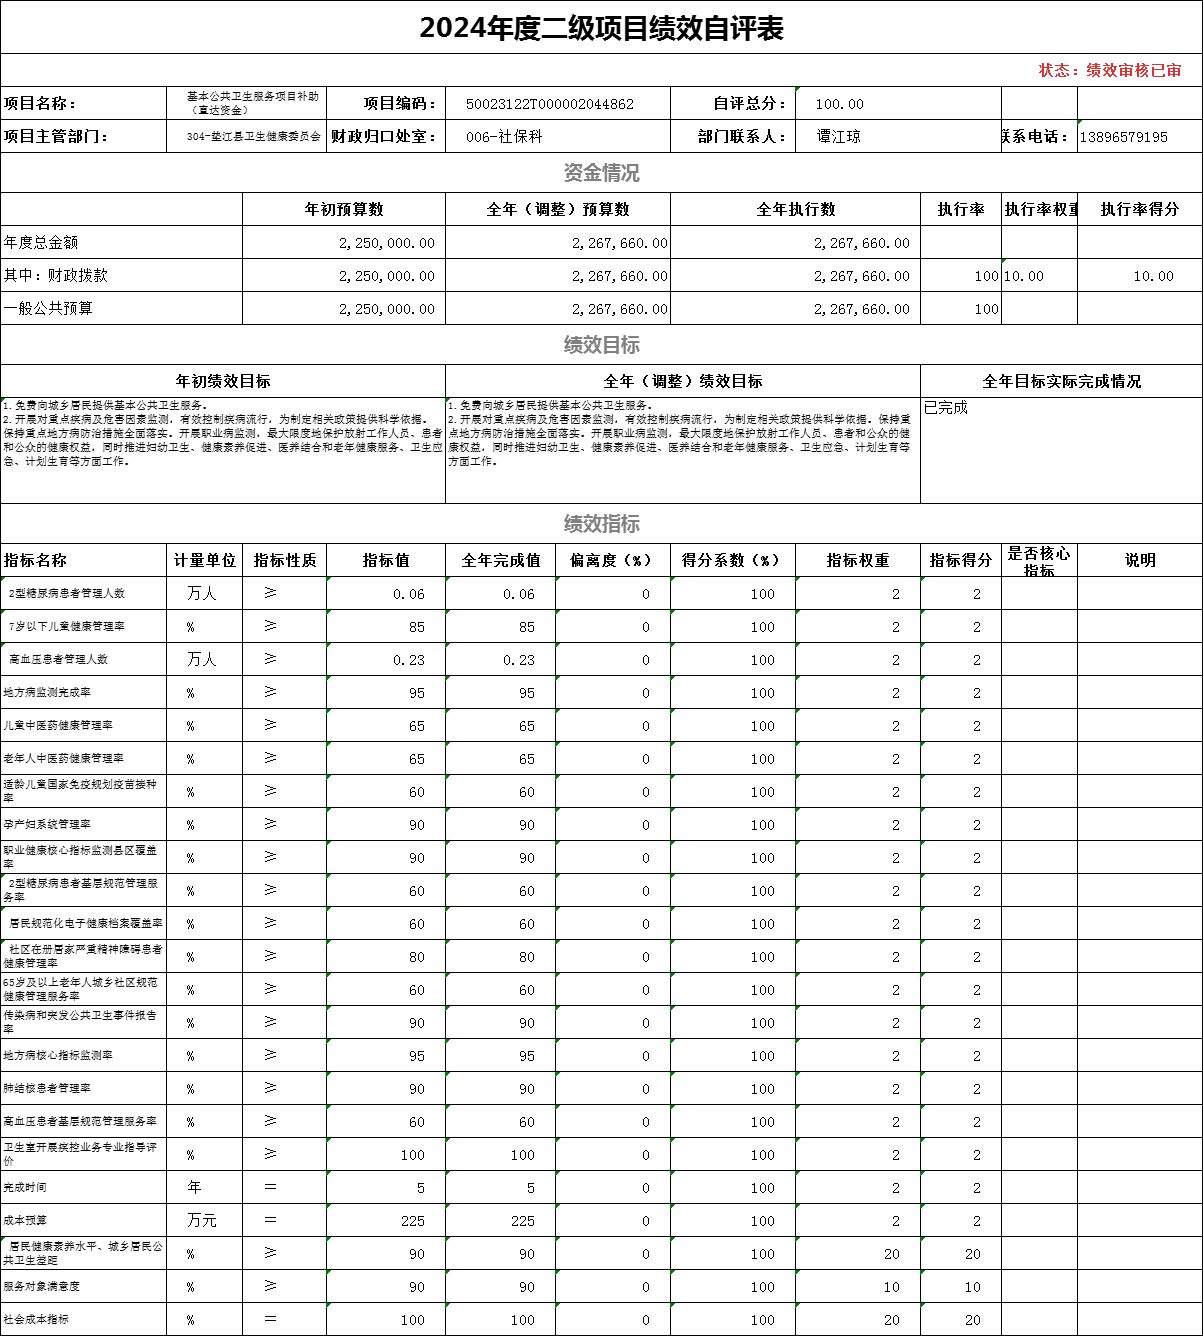 2024年度二级项目绩效自评表
状态：绩效审核已审
项目名称： 基本公共卫生服务项目补助（直达资金） 项目编码： 50023122T000002044862 自评总分： 100.00
项目主管部门： 304-垫江县卫生健康委员会 财政归口处室： 006-社保科 部门联系人： 谭江琼 联系电话： 13896579195
资金情况
年初预算数 全年（调整）预算数 全年执行数 执行率 执行率权重 执行率得分
年度总金额 2,250,000.00 2,267,660.00 2,267,660.00
其中：财政拨款 2,250,000.00 2,267,660.00 2,267,660.00 100 10.00 10.00
一般公共预算 2,250,000.00 2,267,660.00 2,267,660.00 100
绩效目标
年初绩效目标 全年（调整）绩效目标 全年目标实际完成情况
1.免费向城乡居民提供基本公共卫生服务。
2.开展对重点疾病及危害因素监测，有效控制疾病流行，为制定相关政策提供科学依据。
保持重点地方病防治措施全面落实。开展职业病监测，最大限度地保护放射工作人员、患者
和公众的健康权益，同时推进妇幼卫生、健康素养促进、医养结合和老年健康服务、卫生应
急、计划生育等方面工作。
1.免费向城乡居民提供基本公共卫生服务。
2.开展对重点疾病及危害因素监测，有效控制疾病流行，为制定相关政策提供科学依据。保持重
点地方病防治措施全面落实。开展职业病监测，最大限度地保护放射工作人员、患者和公众的健
康权益，同时推进妇幼卫生、健康素养促进、医养结合和老年健康服务、卫生应急、计划生育等
方面工作。
已完成
绩效指标
指标名称 计量单位 指标性质 指标值 全年完成值 偏离度（%） 得分系数（%） 指标权重 指标得分 是否核心指标 说明
2型糖尿病患者管理人数 万人 ≥ 0.06 0.06 0 100 2 2
7岁以下儿童健康管理率 % ≥ 85 85 0 100 2 2
高血压患者管理人数 万人 ≥ 0.23 0.23 0 100 2 2
地方病监测完成率 % ≥ 95 95 0 100 2 2
儿童中医药健康管理率 % ≥ 65 65 0 100 2 2
老年人中医药健康管理率 % ≥ 65 65 0 100 2 2
适龄儿童国家免疫规划疫苗接种率 % ≥ 60 60 0 100 2 2
孕产妇系统管理率 % ≥ 90 90 0 100 2 2
职业健康核心指标监测县区覆盖率 % ≥ 90 90 0 100 2 2
2型糖尿病患者基层规范管理服务率 % ≥ 60 60 0 100 2 2
居民规范化电子健康档案覆盖率 % ≥ 60 60 0 100 2 2
社区在册居家严重精神障碍患者健康管理率 % ≥ 80 80 0 100 2 2
65岁及以上老年人城乡社区规范健康管理服务率 % ≥ 60 60 0 100 2 2
传染病和突发公共卫生事件报告率 % ≥ 90 90 0 100 2 2
地方病核心指标监测率 % ≥ 95 95 0 100 2 2
肺结核患者管理率 % ≥ 90 90 0 100 2 2
高血压患者基层规范管理服务率 % ≥ 60 60 0 100 2 2
卫生室开展疾控业务专业指导评价 % ≥ 100 100 0 100 2 2
完成时间 年 ＝ 5 5 0 100 2 2
成本预算 万元 ＝ 225 225 0 100 2 2
居民健康素养水平、城乡居民公共卫生差距 % ≥ 90 90 0 100 20 20
服务对象满意度 % ≥ 90 90 0 100 10 10
社会成本指标 % ＝ 100 100 0 100 20 20